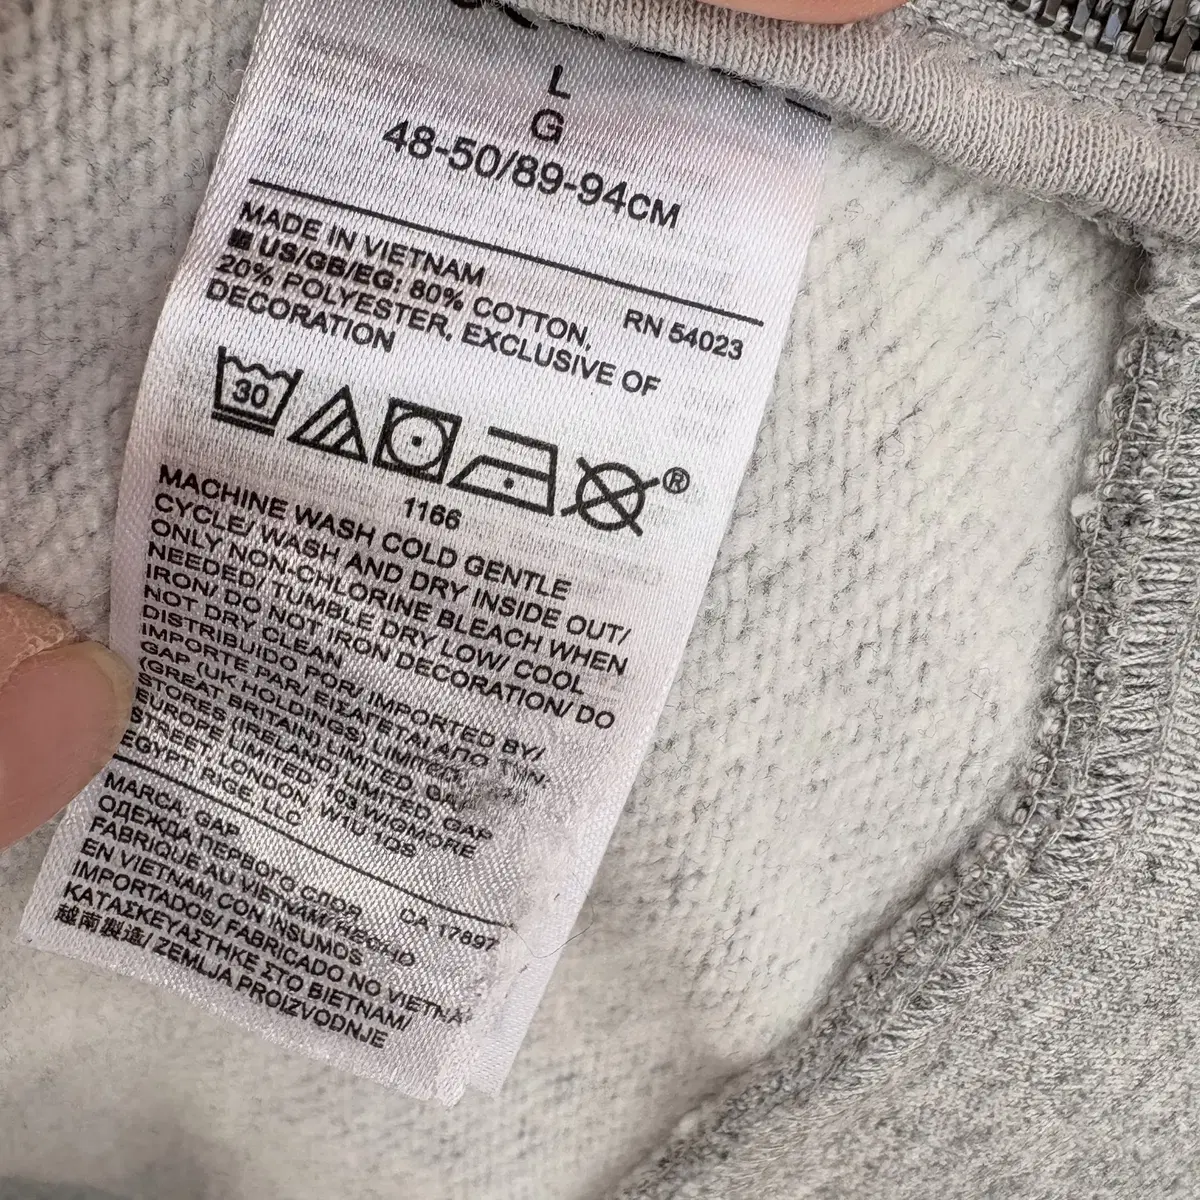 L
G
48-50/89-94CM
MADE IN VIETNAM
RN 54023
US/GB/EG: 80% COTTON,
20% POLYESTER, EXCLUSIVE OF
DECORATION
30
®
1166
MACHINE WASH COLD GENTLE
CYCLE/ WASH AND DRY INSIDE OUT/
ONLY NON-CHLORINE BLEACH WHEN
NEEDED/ TUMBLE DRY LOW/ COOL
IRON/ DO NOT IRON DECORATION/ DO
NOT DRY CLEAN
DISTRIBUIDO POR/ IMPORTED BY/
IMPORTE PAR/ ΕΙΣΑΓΕΤΑΙ ΑΠΟ ΤΗΝ:
GAP (UK HOLDINGS) LIMITED,
(GREAT BRITAIN) LIMITED, GAP
STORES (IRELAND) LIMITED, GAP
EUROPE LIMITED, 103 WIGMORE
STREET, LONDON, W1U 1QS
EGYPT: RIGE, LLC
MARCA: GAP
CA 17897
ОДЕЖДА ПЕРВОГО СЛОЯ
FABRIQUÉ AU VIETNAM/ HECHO
EN VIETNAM CON INSUMOS
IMPORTADOS/ FABRICADO NO VIETNA
ΚΑΤΑΣΚΕΥΑΣΤΗΚΕ ΣΤΟ ΒΙΕΤΝΑΜ/
越南製造/ ZEMLJA PROIZVODNJE